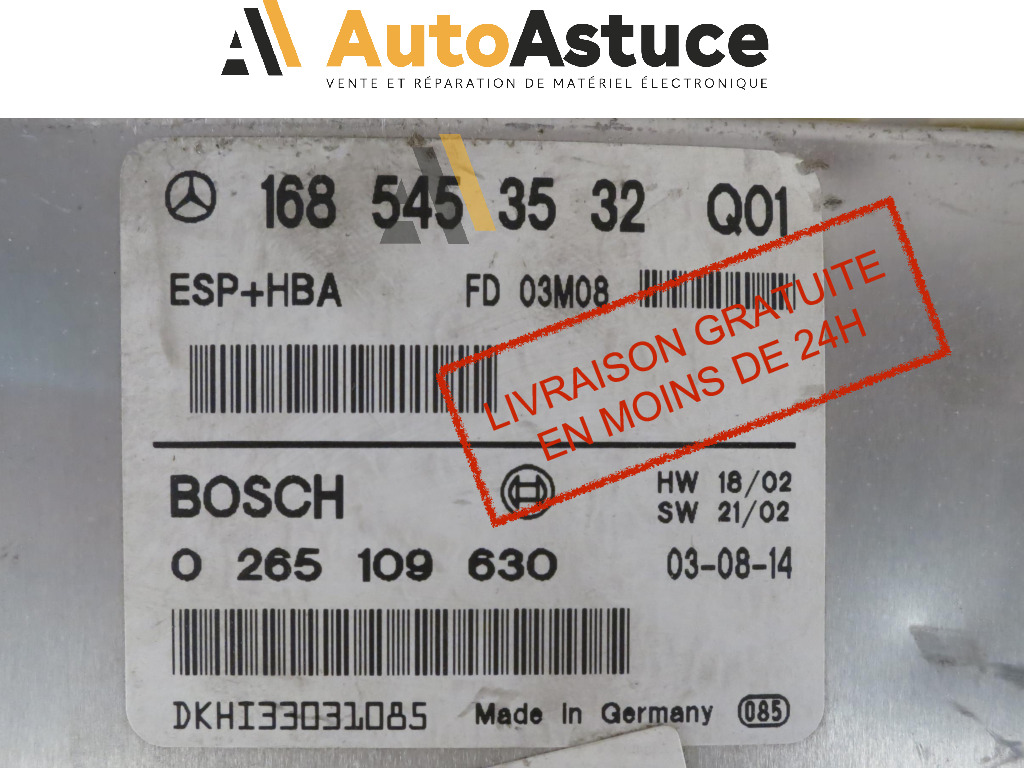 AutoAstuce
VENTE ET RÉPARATION DE MATÉRIEL ÉLECTRONIQUE
168 545 35 32 Q01
ESP+HBA FD 03M08
LIVRAISON GRATUITE
EN MOINS DE 24H
BOSCH
HW 18/02
SW 21/02
0 265 109 630 03-08-14
DKHI33031085 Made in Germany 085